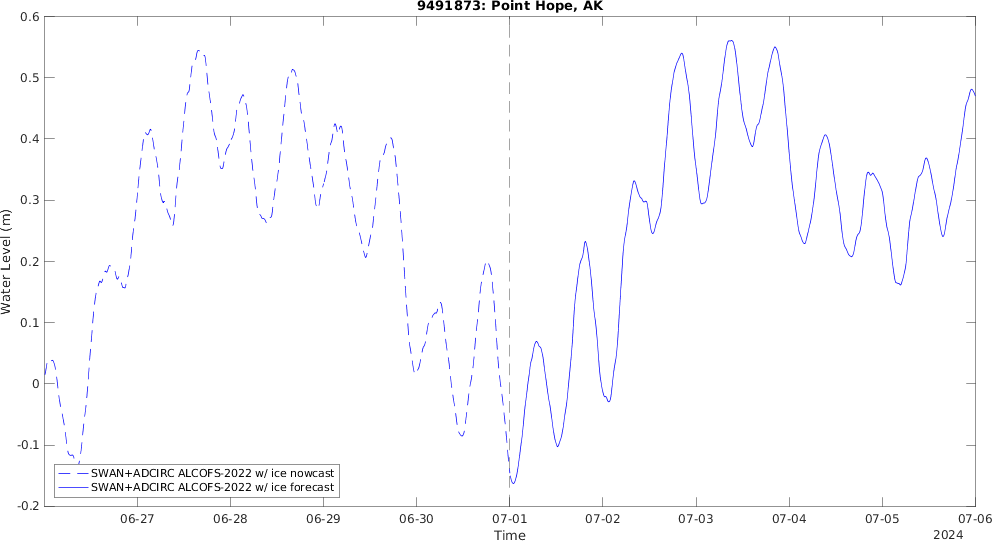 9491873: Point Hope, AK
0.6
0.5
0.4
0.3
0.2
0.1
0
-0.1
-0.2
Water Level (m)
SWAN+ADCIRC ALCOFS-2022 w/ ice nowcast
SWAN+ADCIRC ALCOFS-2022 w/ ice forecast
06-27 06-28 06-29 06-30 07-01 07-02 07-03 07-04 07-05 07-06
Time
2024